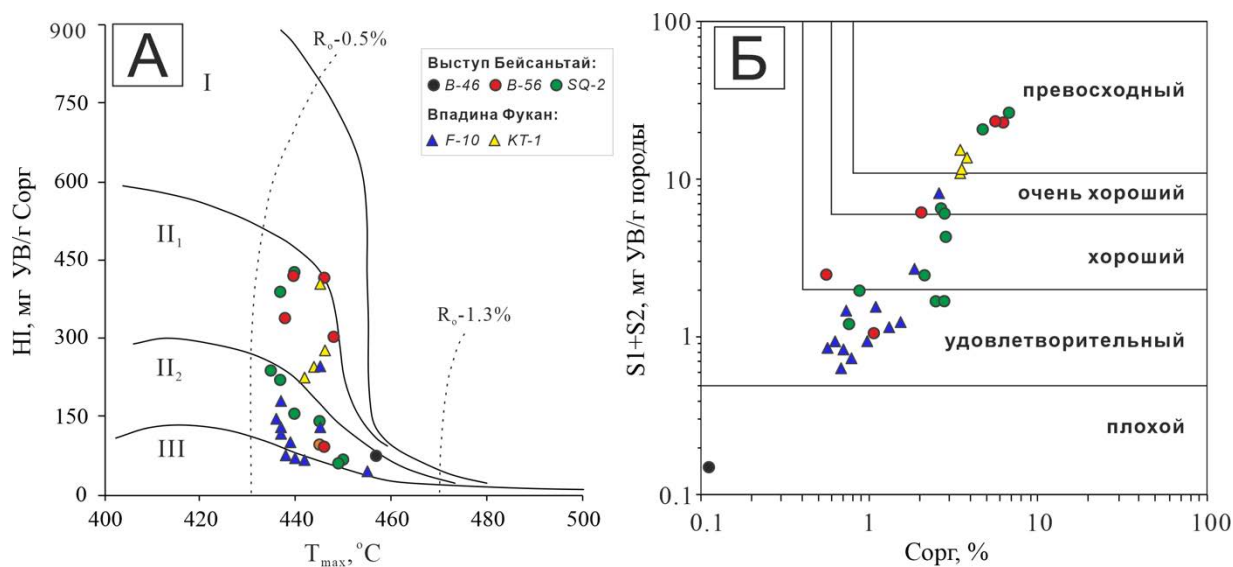 А
900
750
600
450
300
150
0
HI, мг УВ/г Сорг
400
420
440
460
480
500
Tmax, °C
I
II₁
II₂
III
Rₒ-0.5%
Rₒ-1.3%
Выступ Бейсаньтай:
B-46 B-56 SQ-2
Впадина Фукан:
F-10 KT-1
Б
100
10
1
0.1
S1+S2, мг УВ/г породы
0.1
1
10
100
Сорг, %
превосходный
очень хороший
хороший
удовлетворительный
плохой